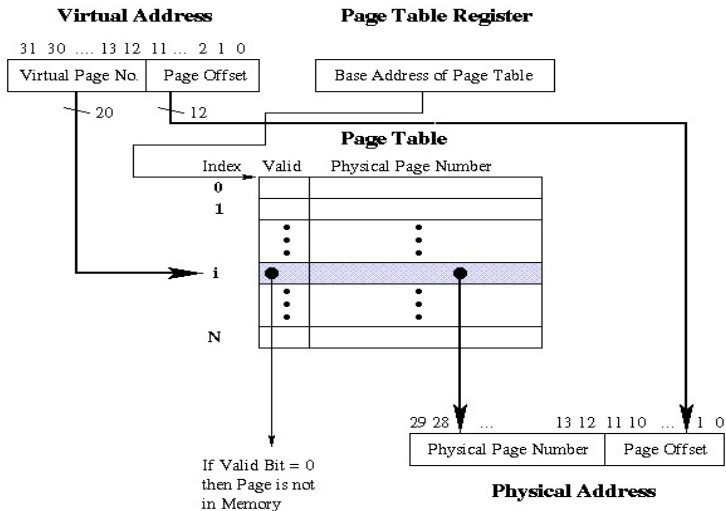 Virtual Address
Page Table Register
31 30 .... 13 12 11 ... 2 1 0
Virtual Page No. Page Offset
Base Address of Page Table
20
12
Page Table
Index Valid Physical Page Number
0
1
i
N
29 28 ... ... 13 12 11 10 ... 1 0
Physical Page Number Page Offset
If Valid Bit = 0
then Page is not
in Memory
Physical Address